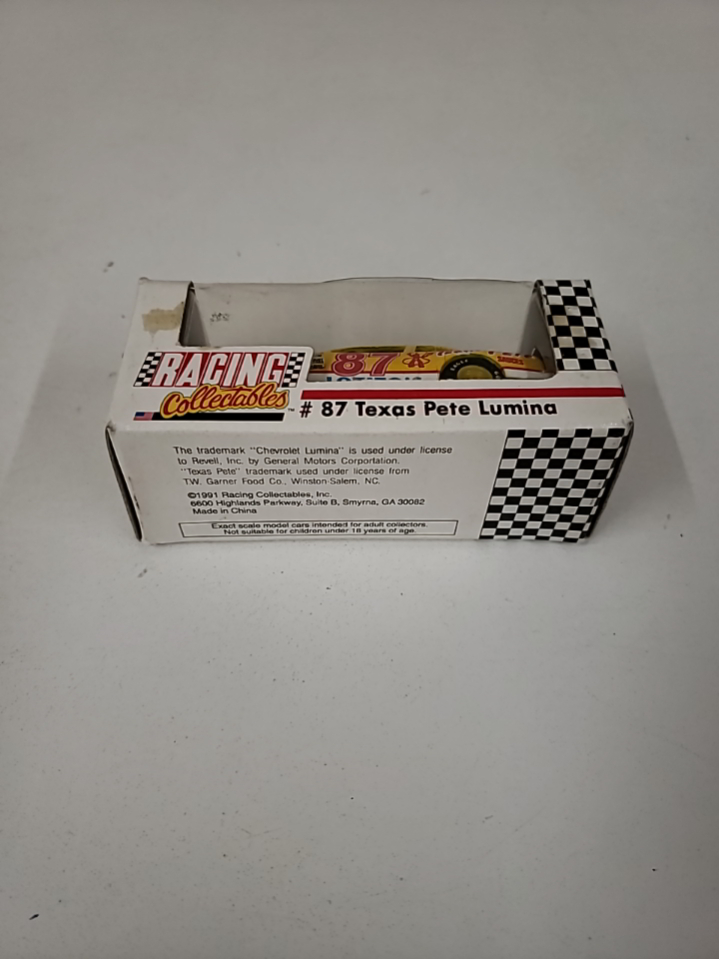 87
RACING
Collectables™
# 87 Texas Pete Lumina
The trademark "Chevrolet Lumina" is used under license
to Revell, Inc. by General Motors Corporation.
"Texas Pete" trademark used under license from
TW. Garner Food Co., Winston-Salem, NC.
©1991 Racing Collectables, Inc.
6600 Highlands Parkway, Suite B, Smyrna, GA 30082
Made in China
Exact scale model cars intended for adult collectors.
Not suitable for children under 18 years of age.